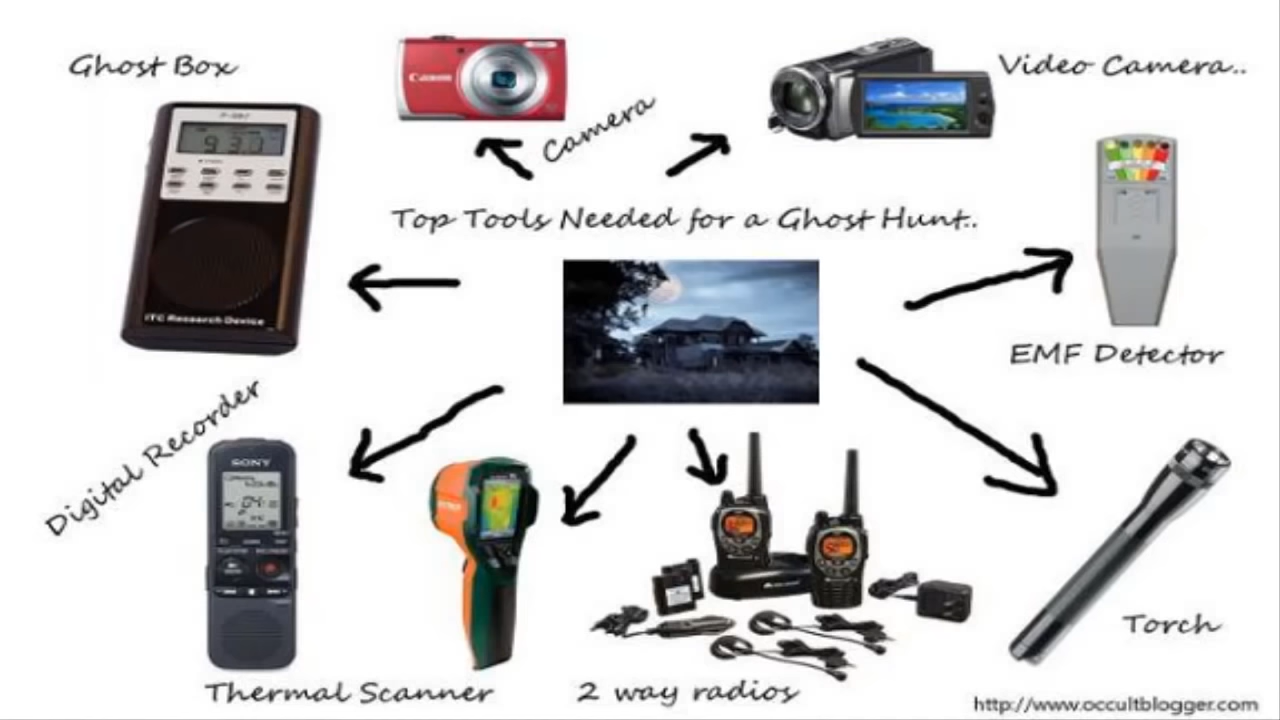 Ghost Box
Canon
Camera
Video Camera..
93.0
Top Tools Needed for a Ghost Hunt..
ITC Research Device
EMF Detector
Digital Recorder
SONY
Torch
Thermal Scanner
2 way radios
http://www.occultblogger.com